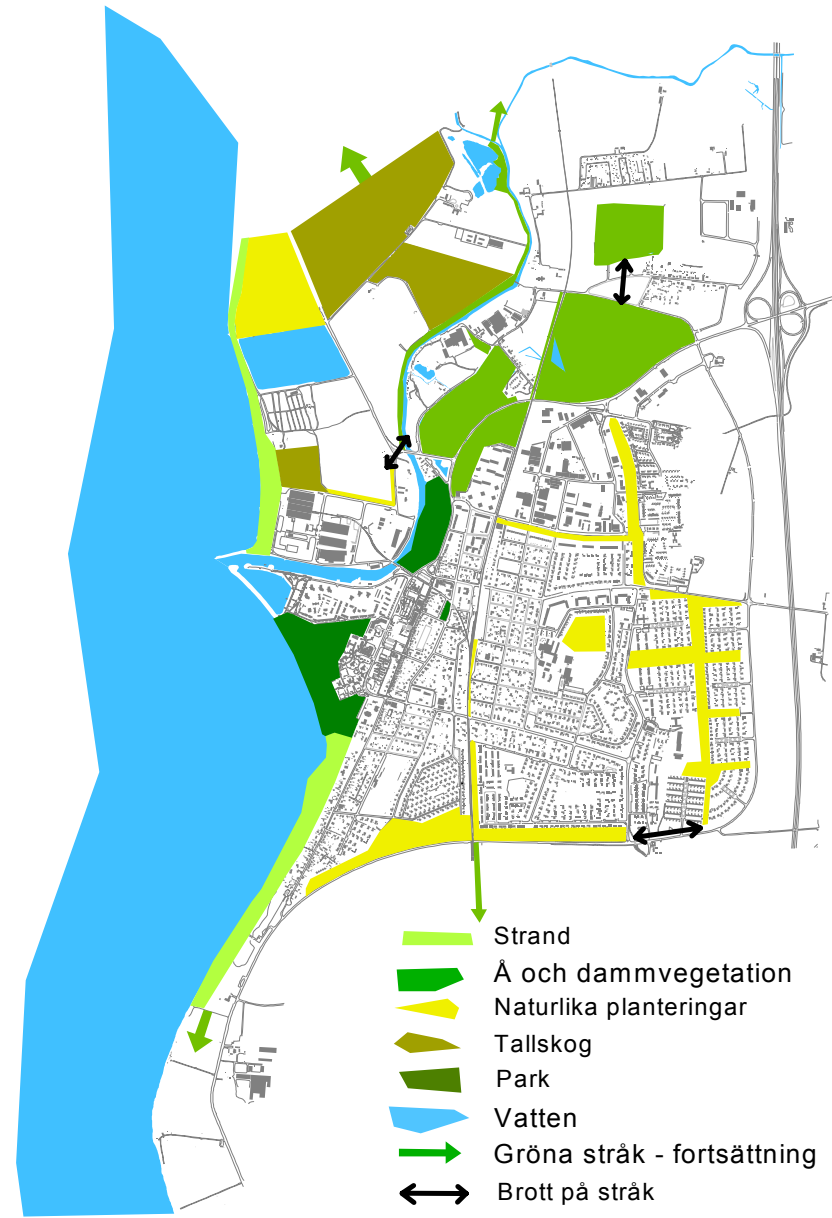 Strand
Å och dammvegetation
Naturlika planteringar
Tallskog
Park
Vatten
Gröna stråk - fortsättning
Brott på stråk